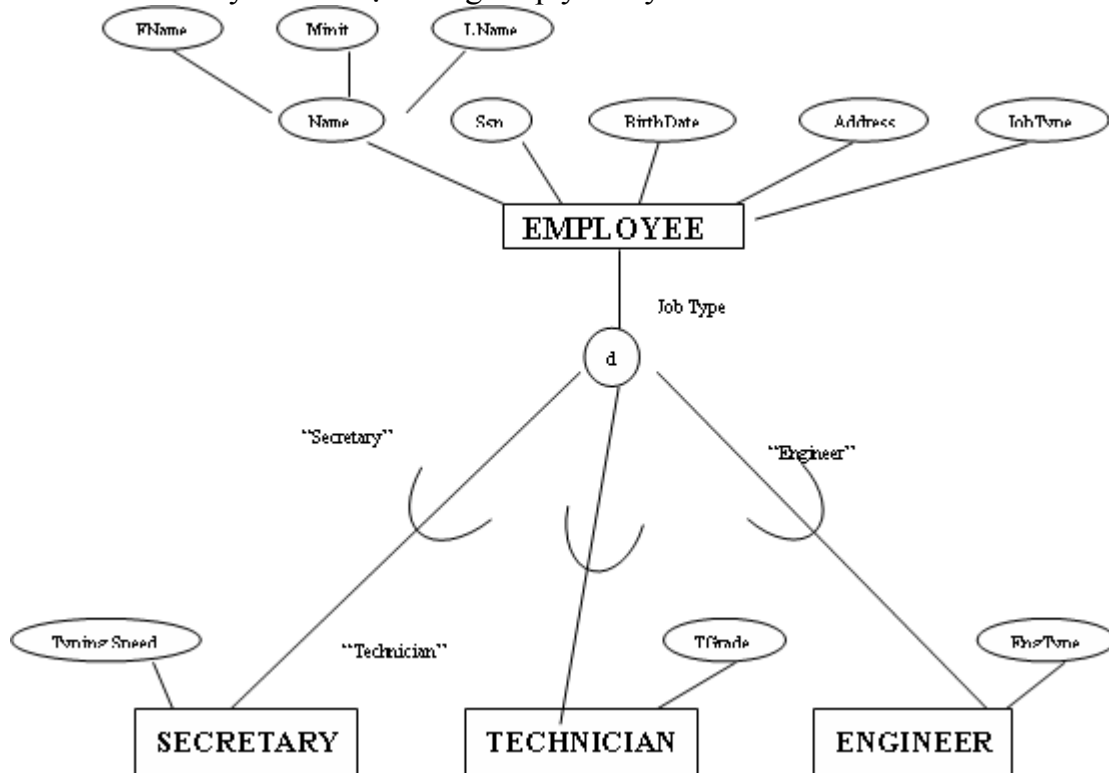 FName Minit LName
Name Ssn BirthDate Address JobType
EMPLOYEE
Job Type
d
“Secretary” “Engineer”
Typing Speed “Technician” TGrade EngType
SECRETARY TECHNICIAN ENGINEER